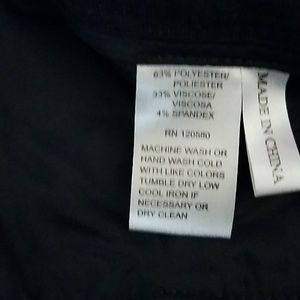 63% POLYESTER/
POLIESTER
33% VISCOSE/
VISCOSA
4% SPANDEX
RN 120580
MACHINE WASH OR
HAND WASH COLD
WITH LIKE COLORS
TUMBLE DRY LOW
COOL IRON IF
NECESSARY OR
DRY CLEAN
MADE IN CHINA